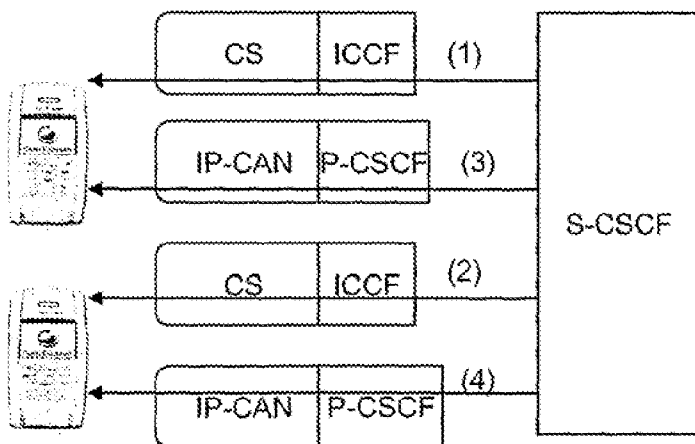 CS ICCF (1)
IP-CAN P-CSCF (3)
S-CSCF
CS ICCF (2)
IP-CAN P-CSCF (4)